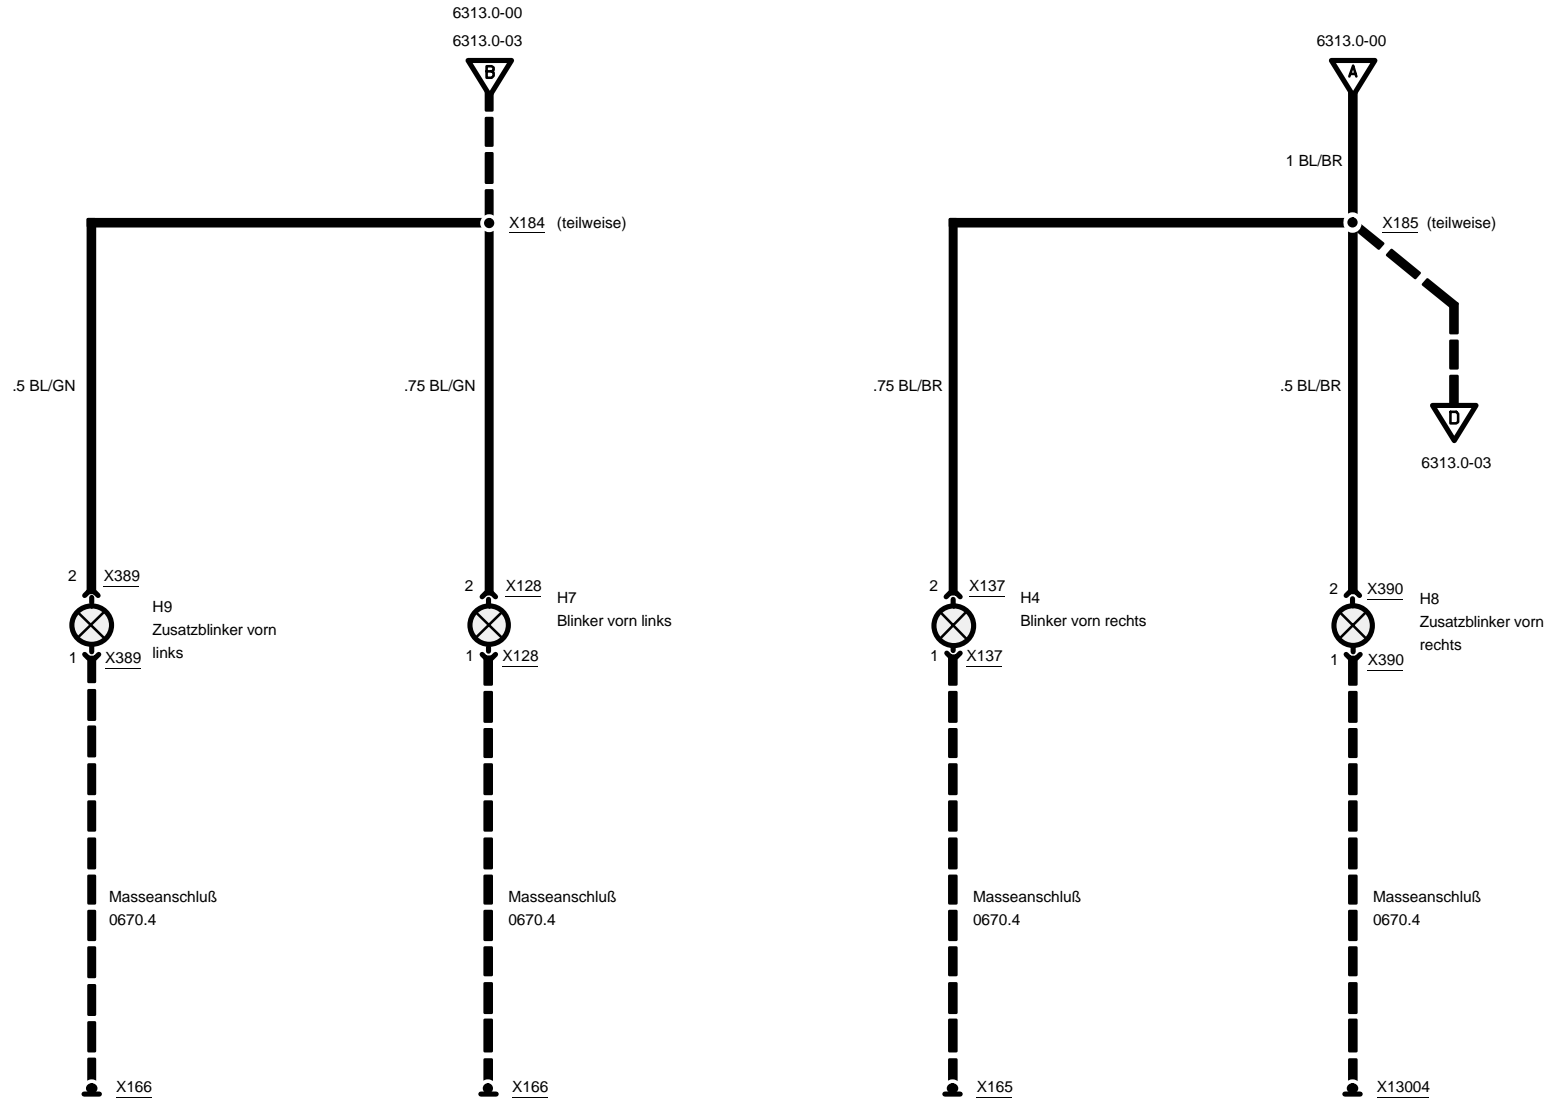 6313.0-00
6313.0-03
6313.0-00
B
A
1 BL/BR
X184 (teilweise)
X185 (teilweise)
.5 BL/GN
.75 BL/GN
.75 BL/BR
.5 BL/BR
D
6313.0-03
2 X389
H9
Zusatzblinker vorn
links
1 X389
2 X128
H7
Blinker vorn links
1 X128
2 X137
H4
Blinker vorn rechts
1 X137
2 X390
H8
Zusatzblinker vorn
rechts
1 X390
Masseanschluß
0670.4
Masseanschluß
0670.4
Masseanschluß
0670.4
Masseanschluß
0670.4
X166
X166
X165
X13004